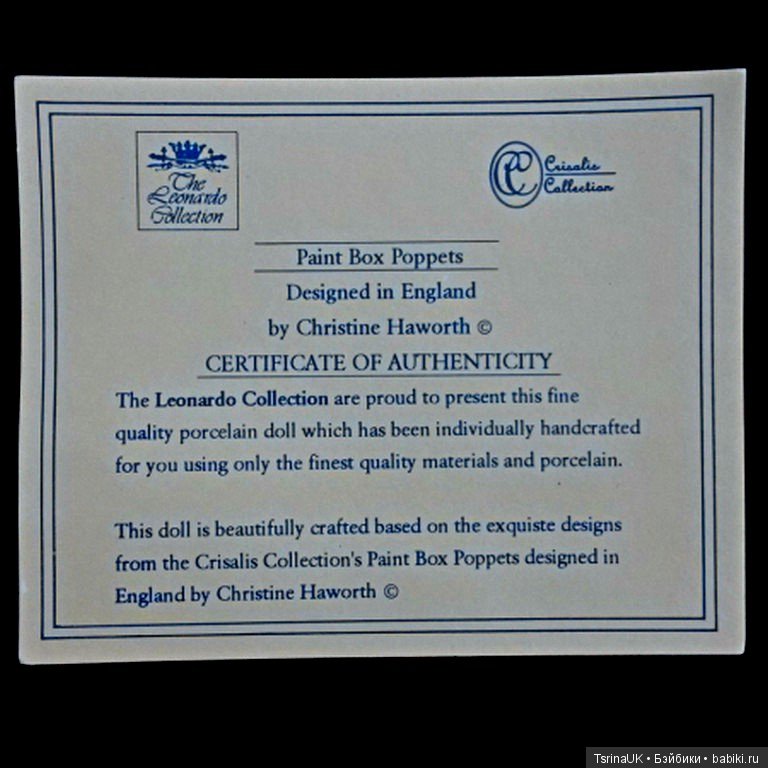 The
Leonardo
Collection
Crisalis
Collection
Paint Box Poppets
Designed in England
by Christine Haworth ©
CERTIFICATE OF AUTHENTICITY
The Leonardo Collection are proud to present this fine
quality porcelain doll which has been individually handcrafted
for you using only the finest quality materials and porcelain.
This doll is beautifully crafted based on the exquiste designs
from the Crisalis Collection's Paint Box Poppets designed in
England by Christine Haworth ©
TsrinaUK • Бэйбики • babiki.ru